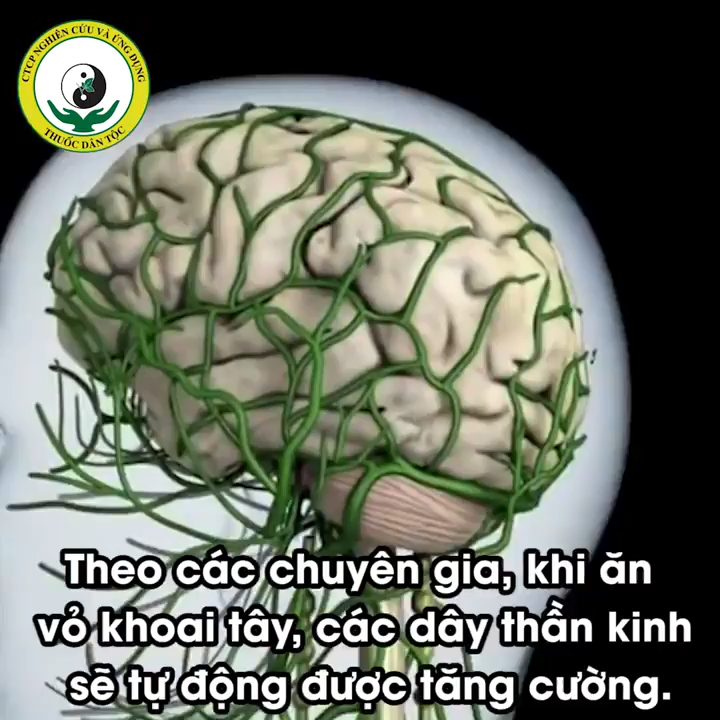 CTCP NGHIÊN CỨU VÀ ỨNG DỤNG
THUỐC DÂN TỘC
Theo các chuyên gia, khi ăn
vỏ khoai tây, các dây thần kinh
sẽ tự động được tăng cường.